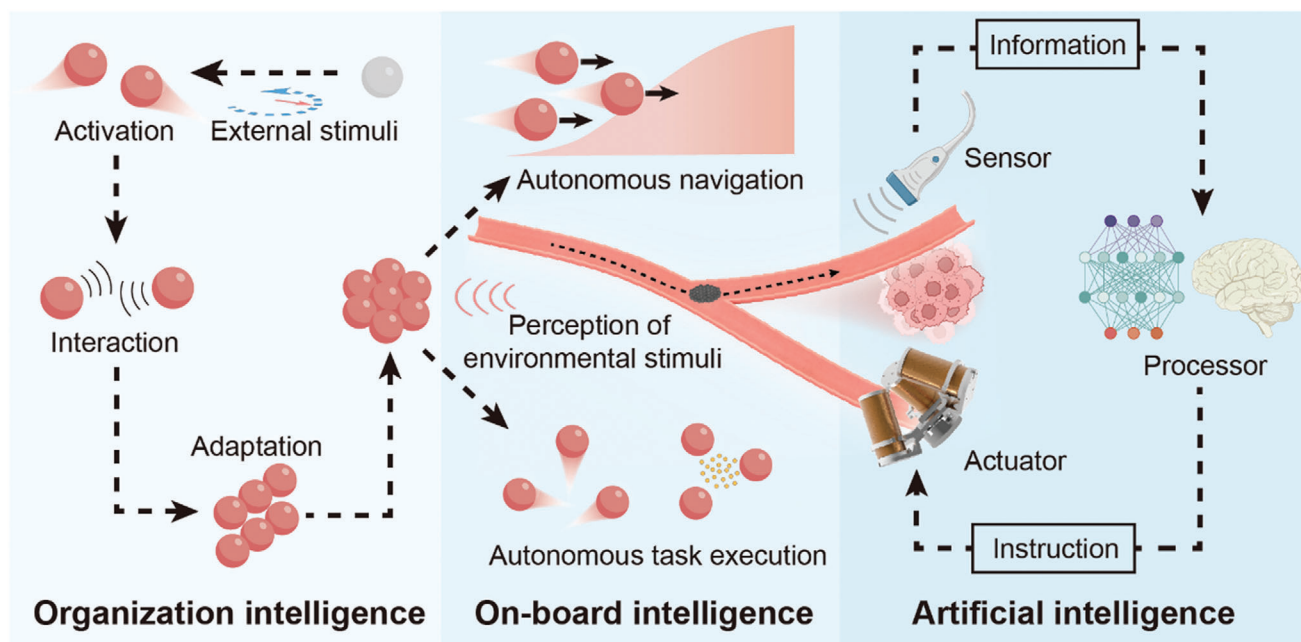 Activation
External stimuli
Interaction
Adaptation
Organization intelligence
Autonomous navigation
Perception of
environmental stimuli
Autonomous task execution
On-board intelligence
Information
Sensor
Processor
Actuator
Instruction
Artificial intelligence